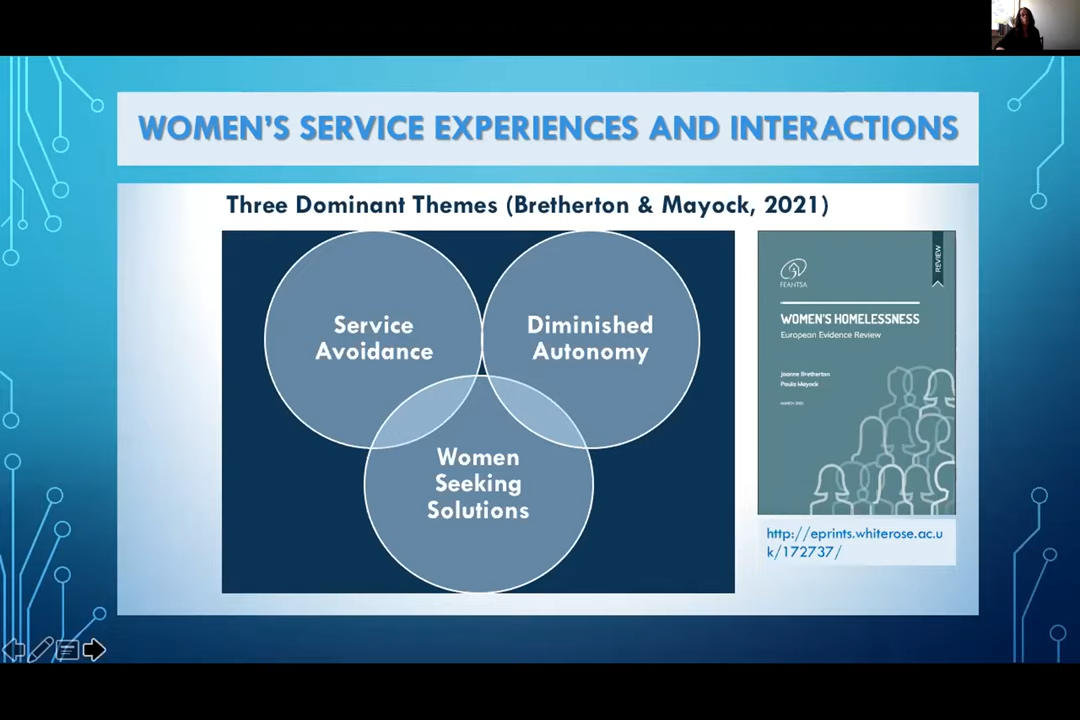 WOMEN'S SERVICE EXPERIENCES AND INTERACTIONS
Three Dominant Themes (Bretherton & Mayock, 2021)
Service
Avoidance
Diminished
Autonomy
Women
Seeking
Solutions
REVIEW
FEANTSA
WOMEN'S HOMELESSNESS
European Evidence Review
Joanne Bretherton
Paula Mayock
http://eprints.whiterose.ac.u
k/172737/